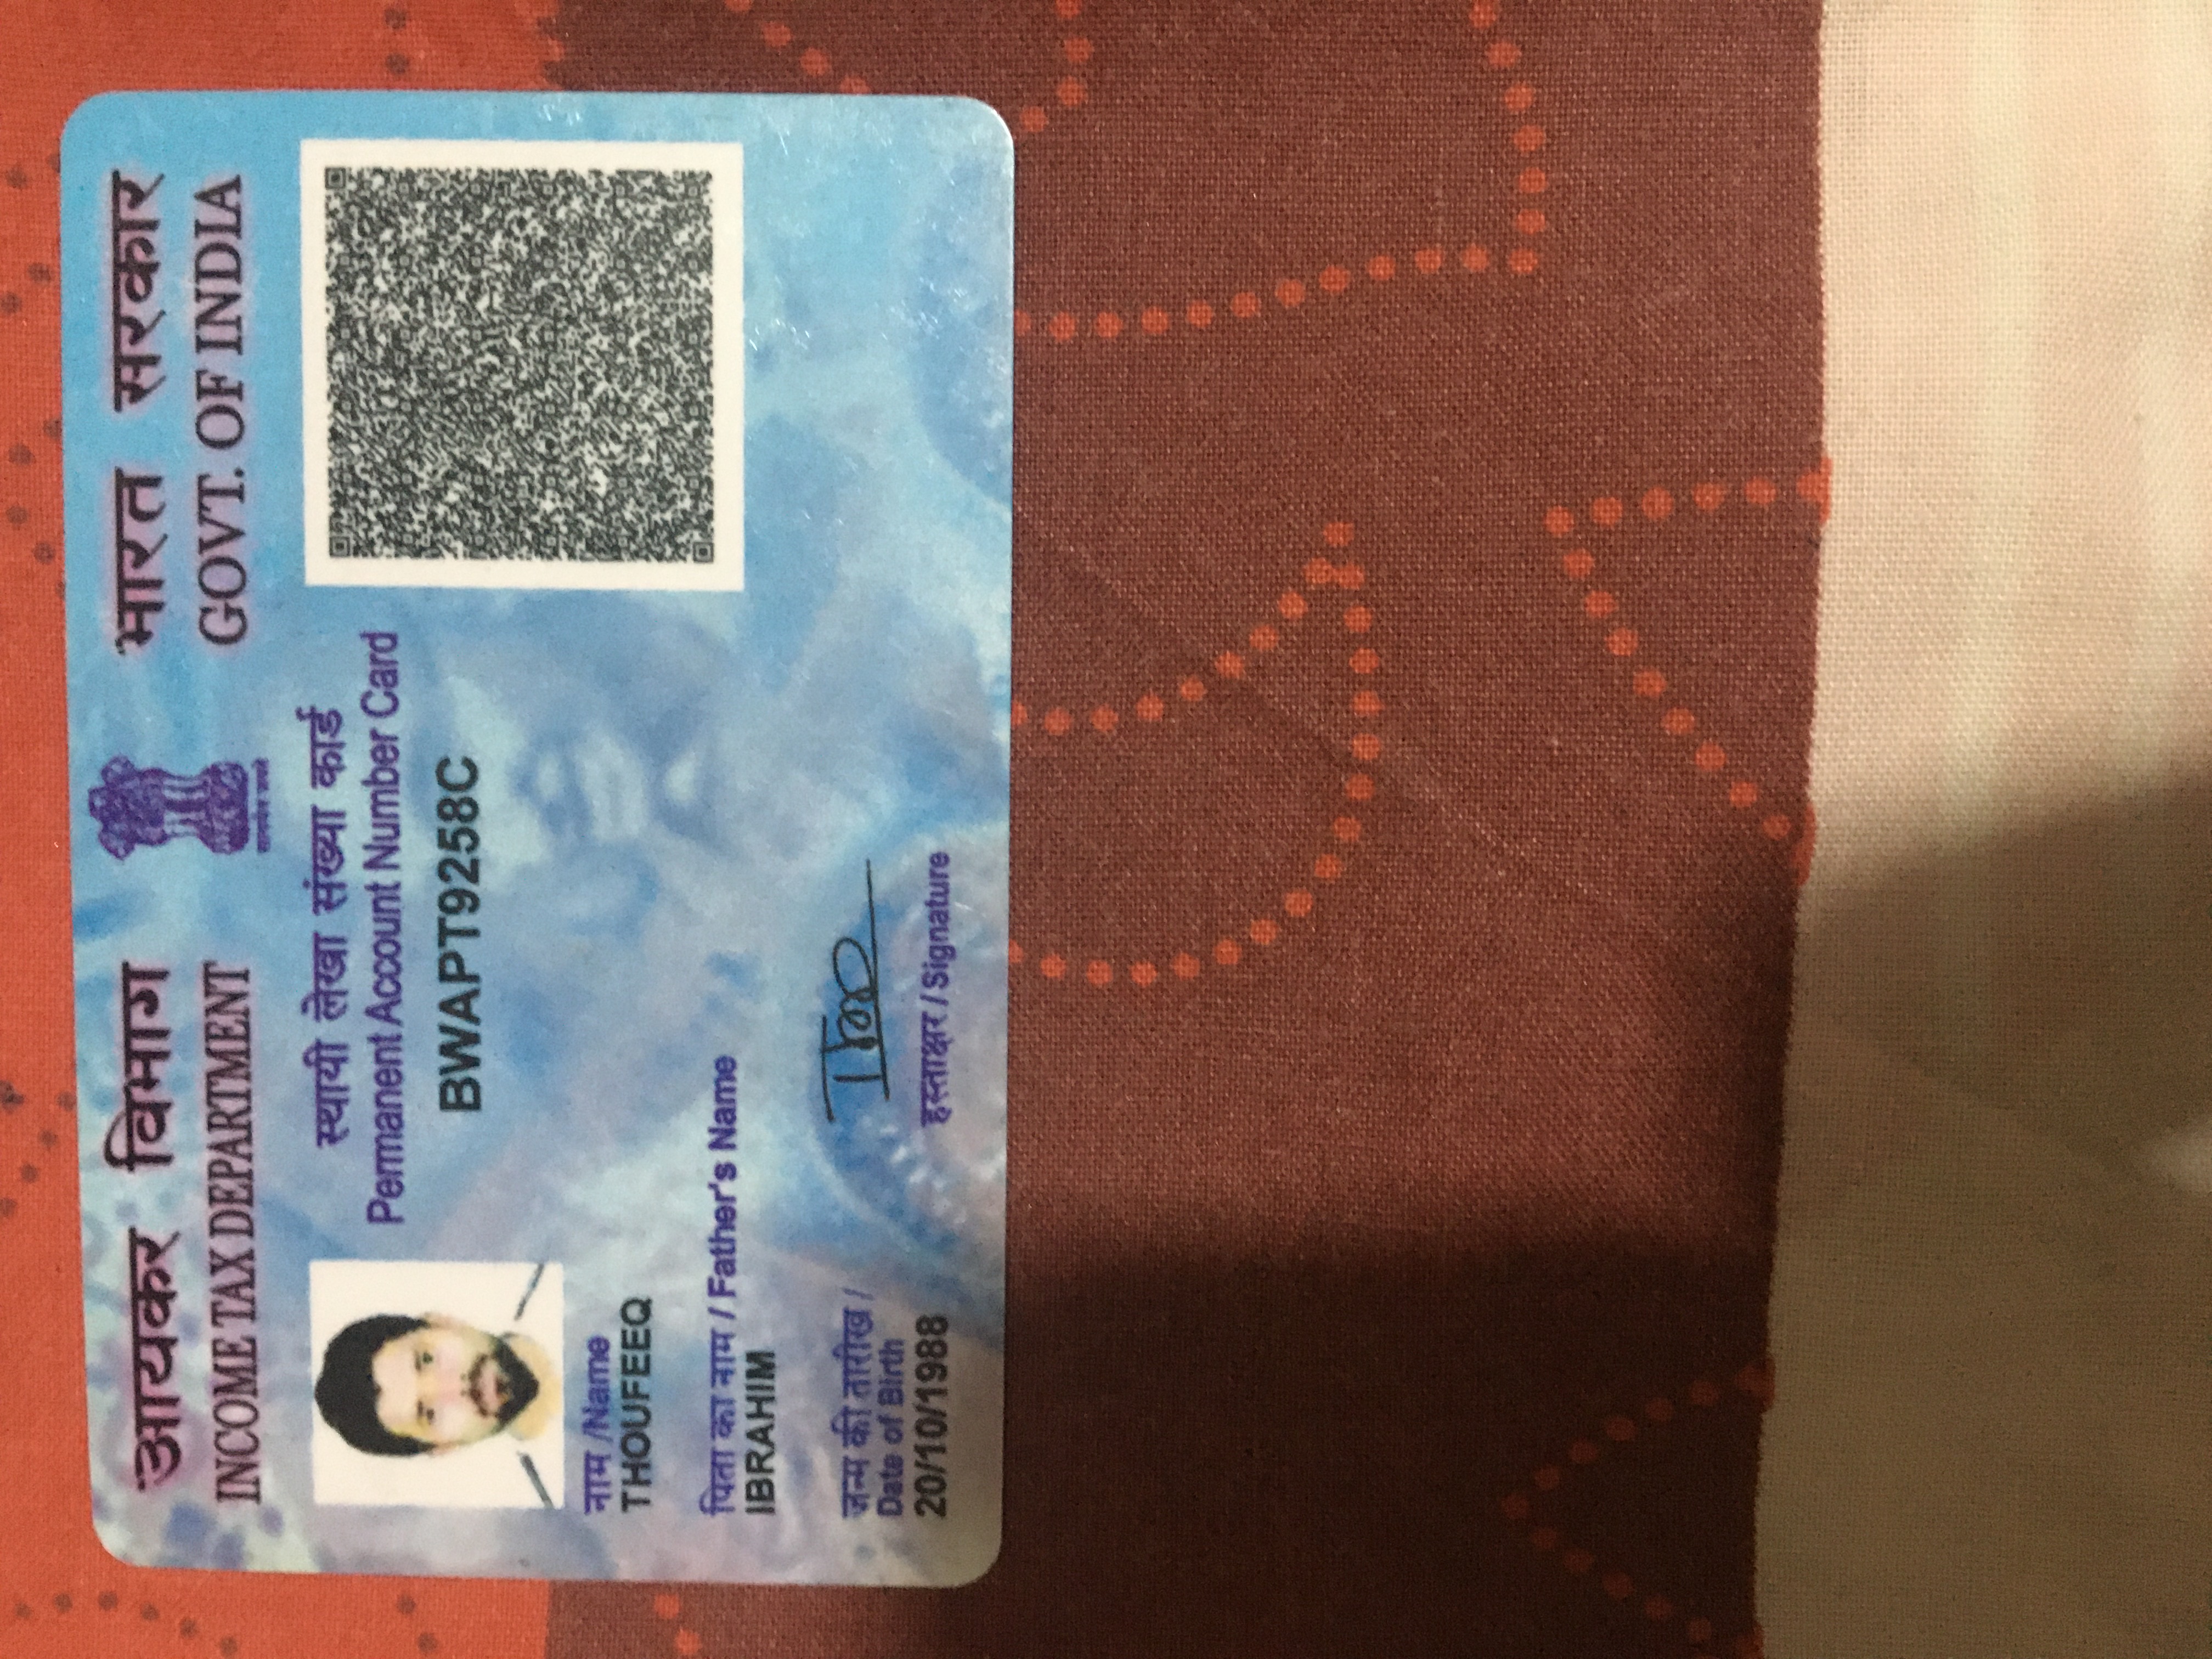 आयकर विभाग
INCOME TAX DEPARTMENT
सत्यमेव जयते
भारत सरकार
GOVT. OF INDIA
स्थायी लेखा संख्या कार्ड
Permanent Account Number Card
BWAPT9258C
नाम /Name
THOUFEEQ
पिता का नाम / Father's Name
IBRAHIM
जन्म की तारीख /
Date of Birth
20/10/1988
हस्ताक्षर / Signature